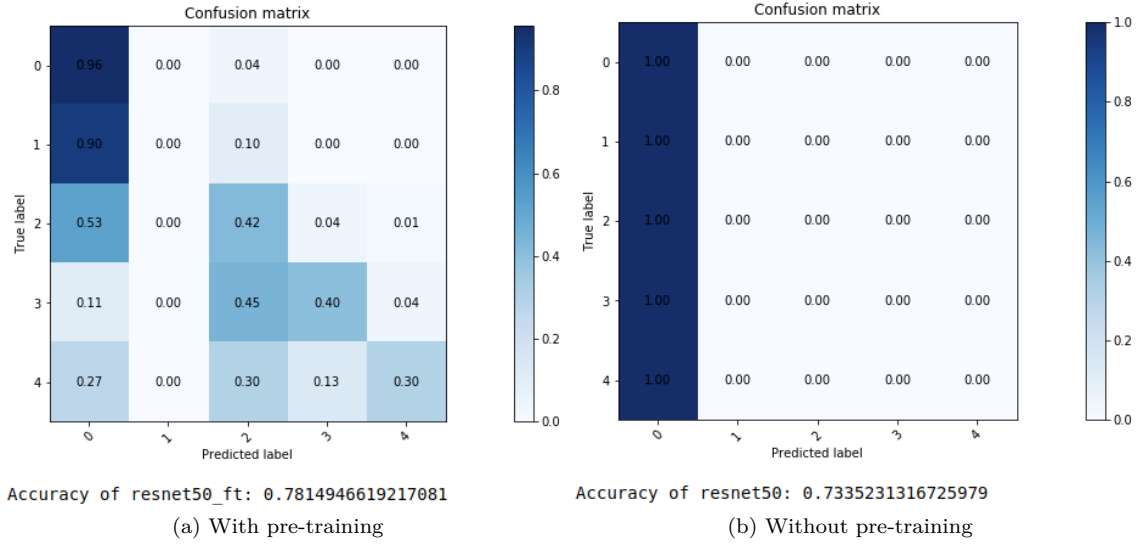 Confusion matrix
0 0.96 0.00 0.04 0.00 0.00
1 0.90 0.00 0.10 0.00 0.00
2 0.53 0.00 0.42 0.04 0.01
3 0.11 0.00 0.45 0.40 0.04
4 0.27 0.00 0.30 0.13 0.30
0 1 2 3 4
True label
Predicted label
0.8
0.6
0.4
0.2
0.0
Accuracy of resnet50_ft: 0.7814946619217081
(a) With pre-training
Confusion matrix
0 1.00 0.00 0.00 0.00 0.00
1 1.00 0.00 0.00 0.00 0.00
2 1.00 0.00 0.00 0.00 0.00
3 1.00 0.00 0.00 0.00 0.00
4 1.00 0.00 0.00 0.00 0.00
0 1 2 3 4
True label
Predicted label
1.0
0.8
0.6
0.4
0.2
0.0
Accuracy of resnet50: 0.7335231316725979
(b) Without pre-training